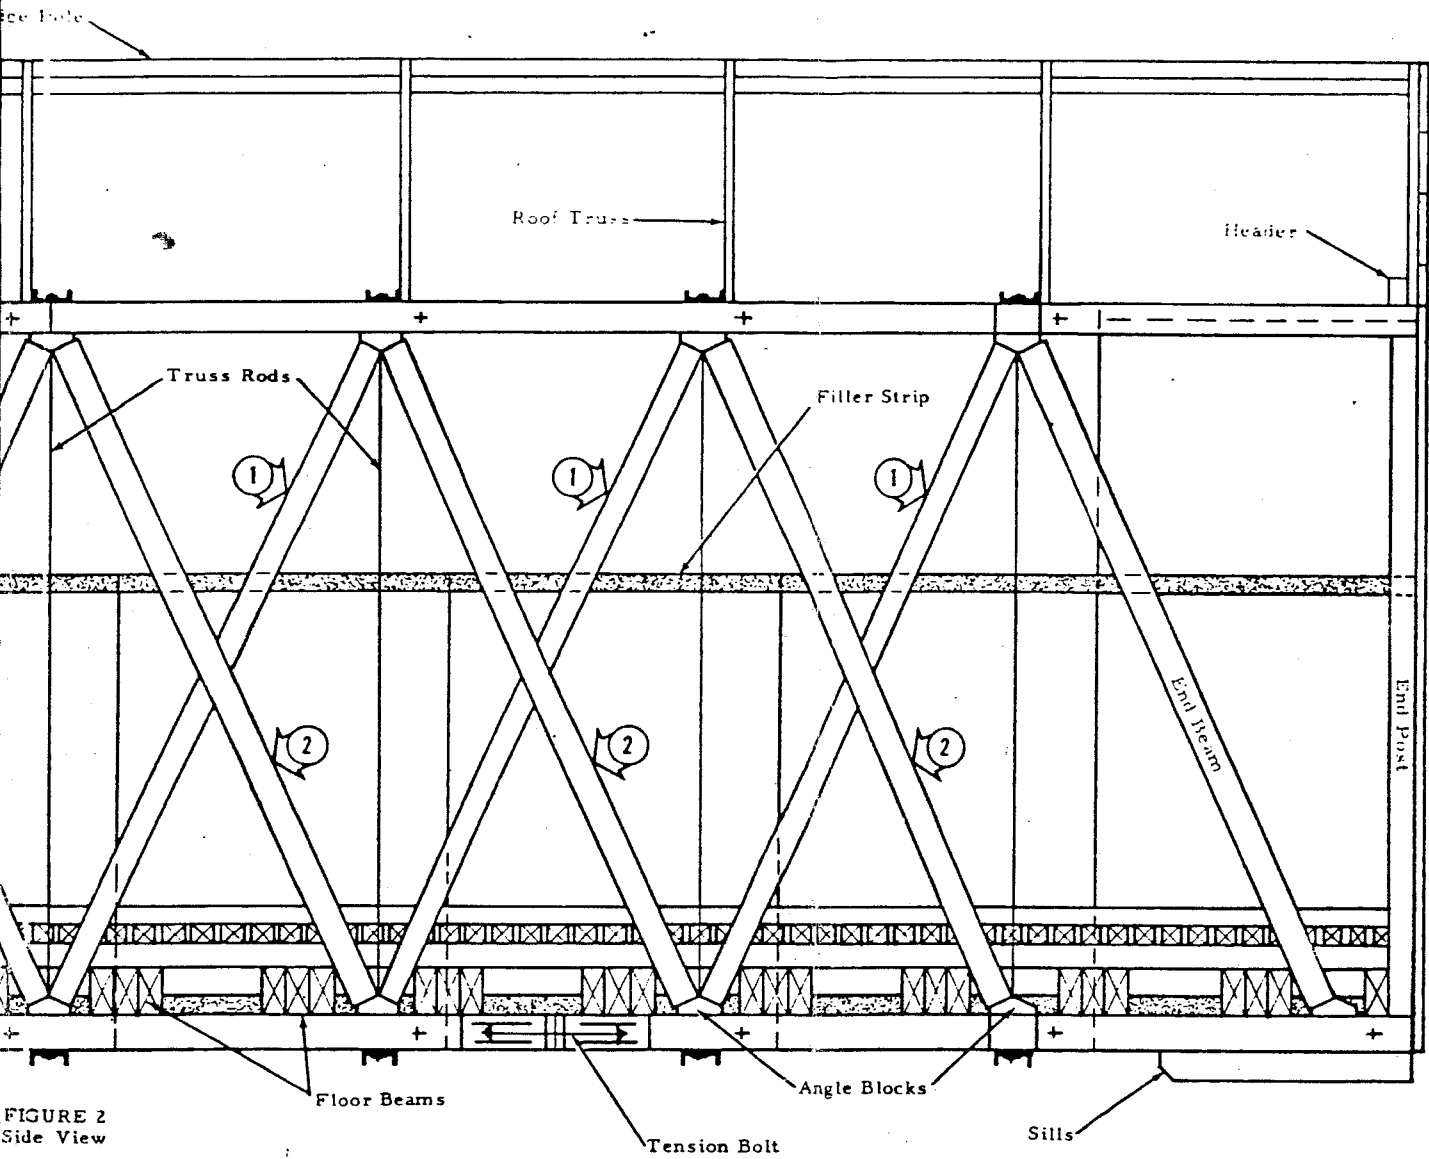 Pole
Roof Truss
Header
Truss Rods
Filler Strip
1
1
1
2
2
2
End Beam
End Post
Floor Beams
Angle Blocks
FIGURE 2
Side View
Tension Bolt
Sills